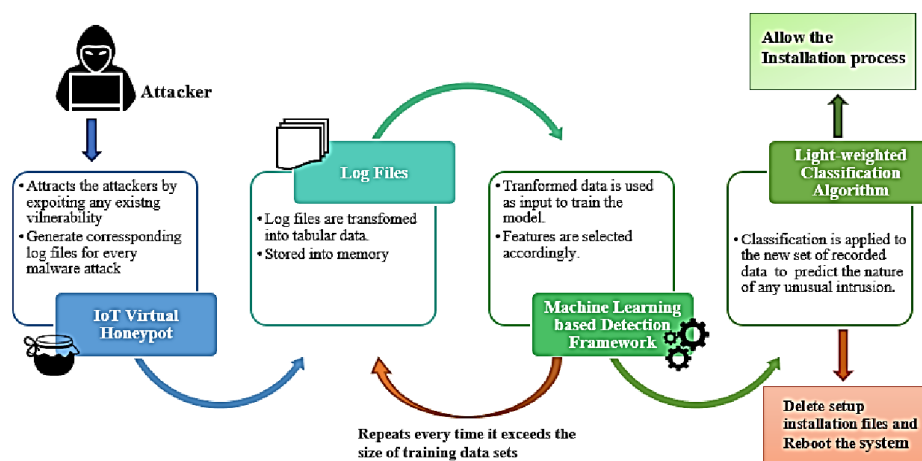 Attacker
• Attracts the attackers by
expoiting any existng
vilnerability
• Generate corressponding
log files for every
malware attack
IoT Virtual
Honeypot
Log Files
• Log files are transfomed
into tabular data.
• Stored into memory
• Tranformed data is used
as input to train the
model.
• Features are selected
accordingly.
Machine Learning
based Detection
Framework
Repeats every time it exceeds the
size of training data sets
Allow the
Installation process
Light-weighted
Classification
Algorithm
• Classification is applied to
the new set of recorded
data to predict the nature
of any unusual intrusion.
Delete setup
installation files and
Reboot the system